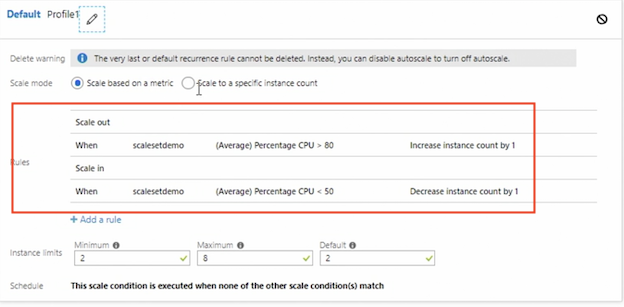 Default Profile1
Delete warning The very last or default recurrence rule cannot be deleted. Instead, you can disable autoscale to turn off autoscale.
Scale mode Scale based on a metric Scale to a specific instance count
Scale out
When scalesetdemo (Average) Percentage CPU > 80 Increase instance count by 1
Rules
Scale in
When scalesetdemo (Average) Percentage CPU < 50 Decrease instance count by 1
+ Add a rule
Minimum Maximum Default
Instance limits 2 8 2
Schedule This scale condition is executed when none of the other scale condition(s) match